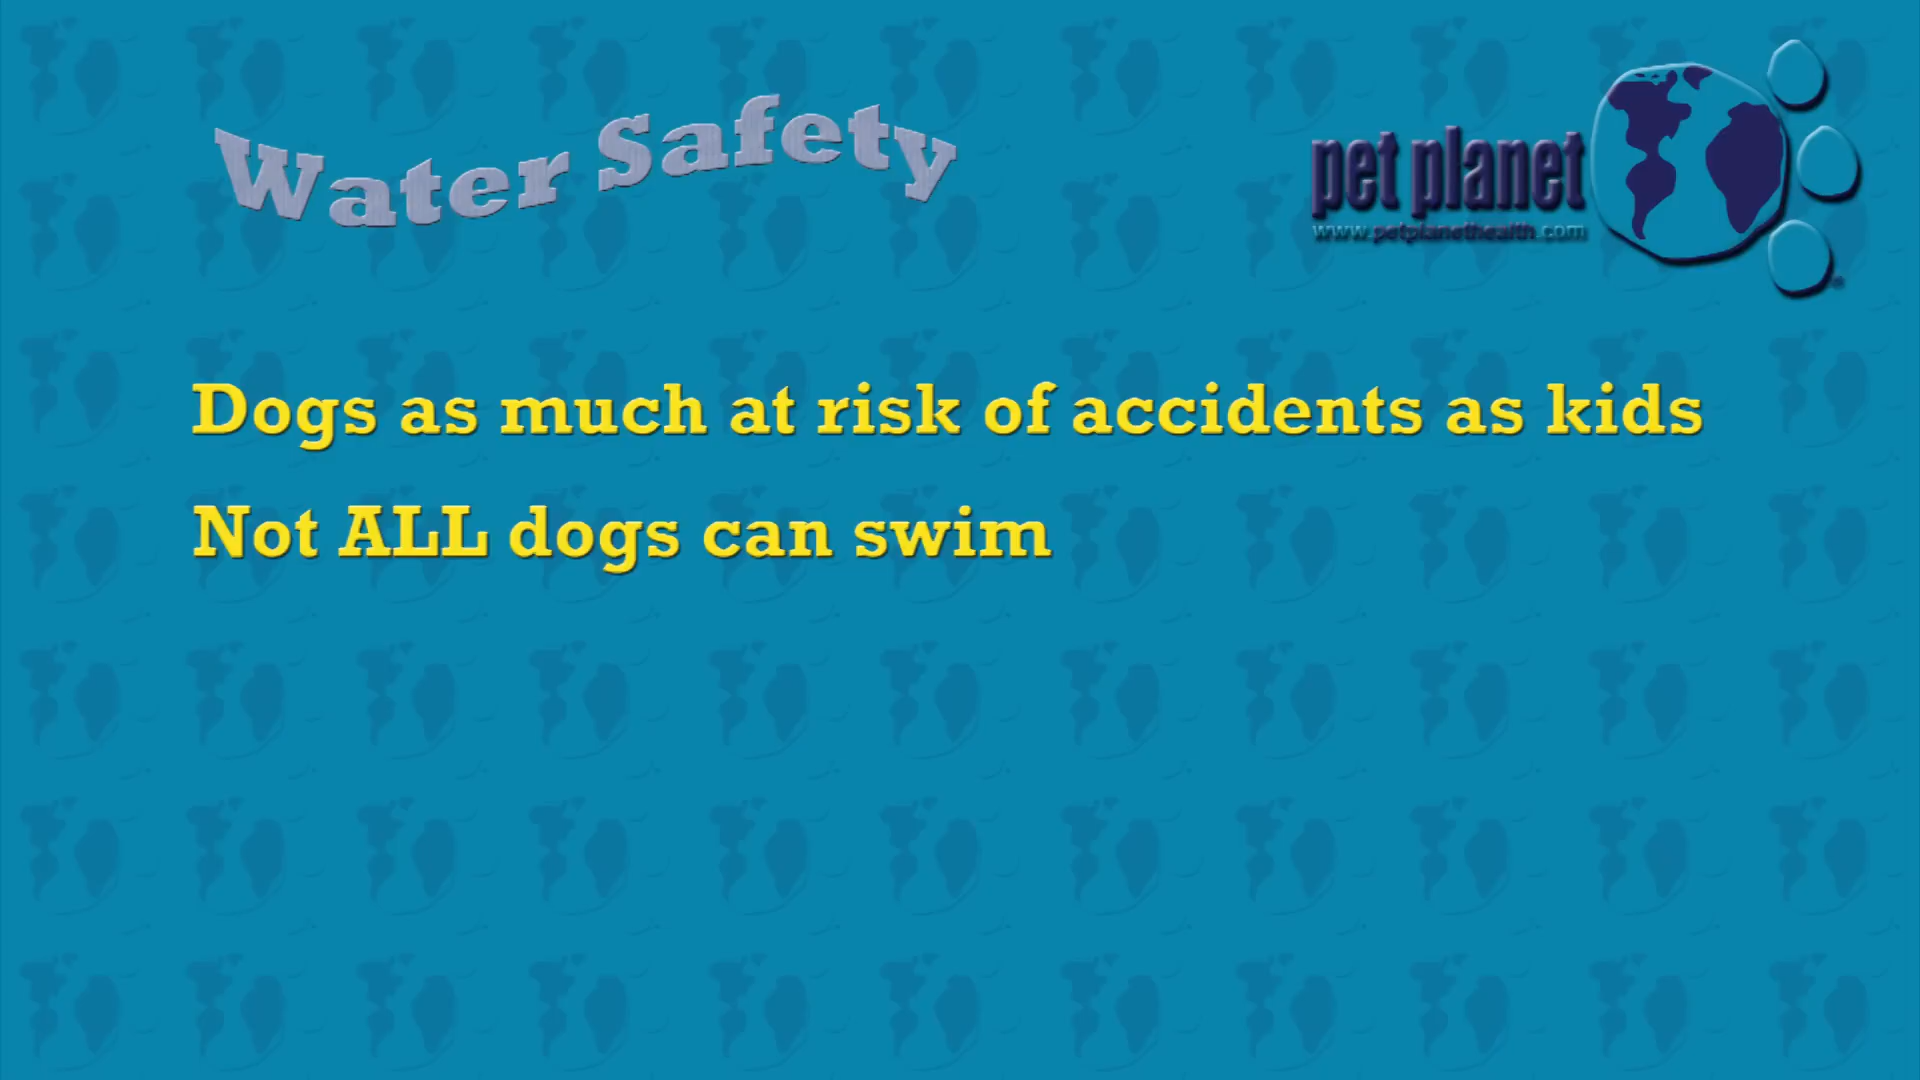 Water Safety
pet planet
www.petplanethealth.com
Dogs as much at risk of accidents as kids
Not ALL dogs can swim